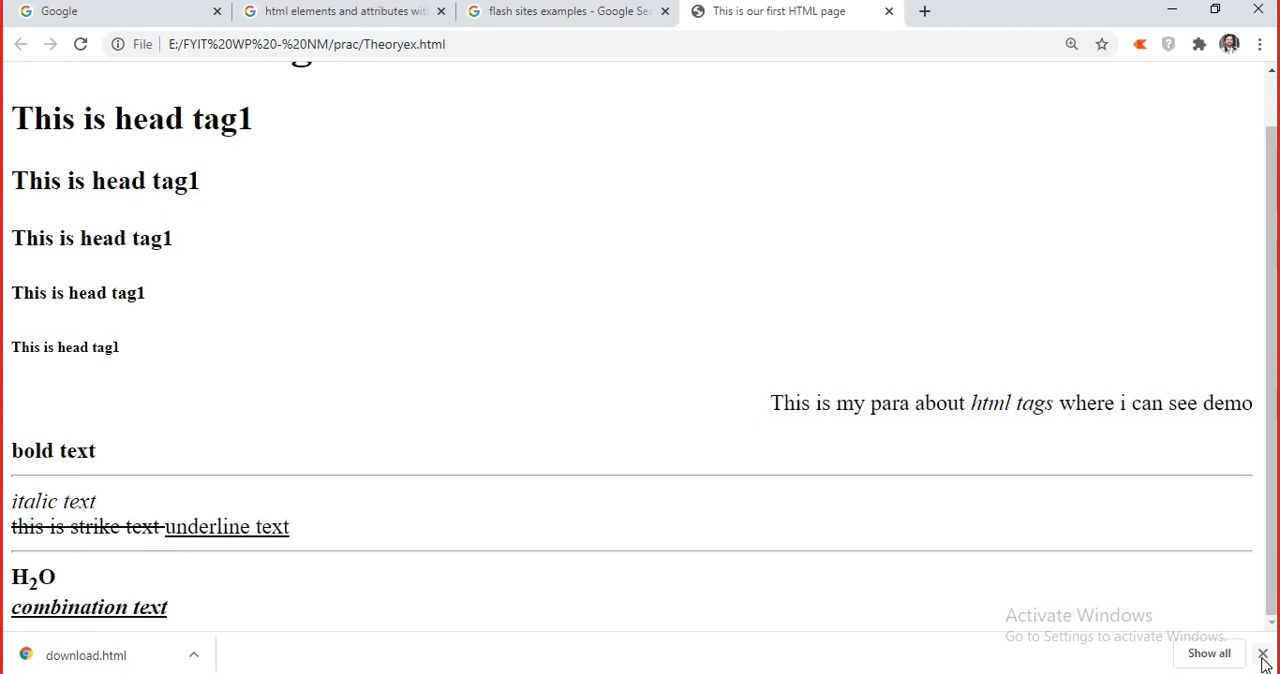 Google
html elements and attributes wit
flash sites examples - Google Sea
This is our first HTML page
File
E:/FYIT%20WP%20-%20NM/prac/Theoryex.html
This is head tag1
This is head tag1
This is head tag1
This is head tag1
This is head tag1
This is my para about html tags where i can see demo
bold text
italic text
this is strike text underline text
H₂O
combination text
Activate Windows
Go to Settings to activate Windows.
download.html
Show all